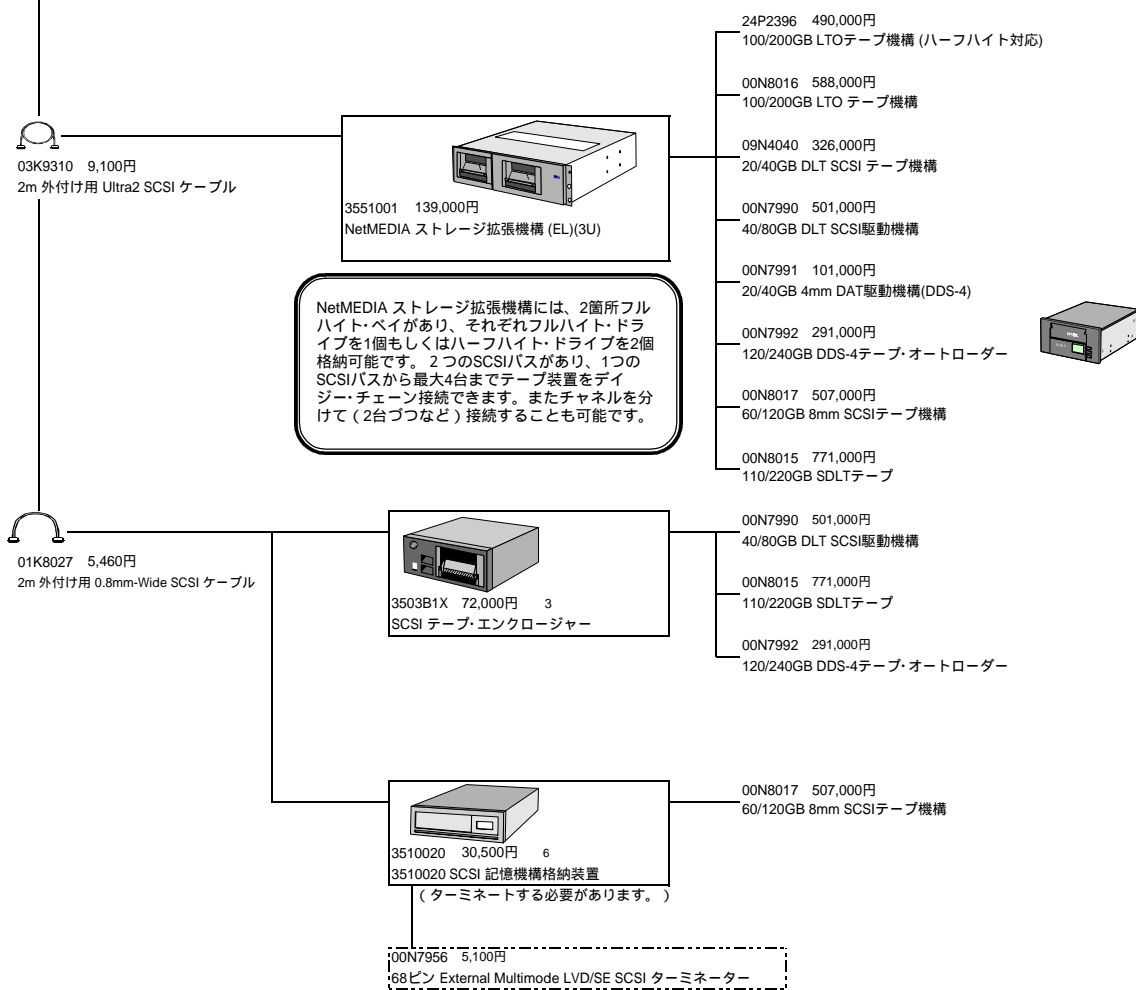 24P2396 490,000円
100/200GB LTOテープ機構 (ハーフハイト対応)
00N8016 588,000円
100/200GB LTO テープ機構
03K9310 9,100円
2m 外付け用 Ultra2 SCSI ケーブル
3551001 139,000円
NetMEDIA ストレージ拡張機構 (EL)(3U)
09N4040 326,000円
20/40GB DLT SCSI テープ機構
00N7990 501,000円
40/80GB DLT SCSI駆動機構
00N7991 101,000円
20/40GB 4mm DAT駆動機構(DDS-4)
00N7992 291,000円
120/240GB DDS-4テープ・オートローダー
00N8017 507,000円
60/120GB 8mm SCSIテープ機構
00N8015 771,000円
110/220GB SDLTテープ
NetMEDIA ストレージ拡張機構には、2箇所フル
ハイト・ベイがあり、それぞれフルハイト・ドラ
イブを1個もしくはハーフハイト・ドライブを2個
格納可能です。２つのSCSIバスがあり、1つの
SCSIバスから最大4台までテープ装置をデイ
ジー・チェーン接続できます。またチャネルを分
けて（2台づつなど）接続することも可能です。
01K8027 5,460円
2m 外付け用 0.8mm-Wide SCSI ケーブル
3503B1X 72,000円 3
SCSI テープ・エンクロージャー
00N7990 501,000円
40/80GB DLT SCSI駆動機構
00N8015 771,000円
110/220GB SDLTテープ
00N7992 291,000円
120/240GB DDS-4テープ・オートローダー
3510020 30,500円 6
3510020 SCSI 記憶機構格納装置
（ターミネートする必要があります。）
00N8017 507,000円
60/120GB 8mm SCSIテープ機構
00N7956 5,100円
68ピン External Multimode LVD/SE SCSI ターミネーター